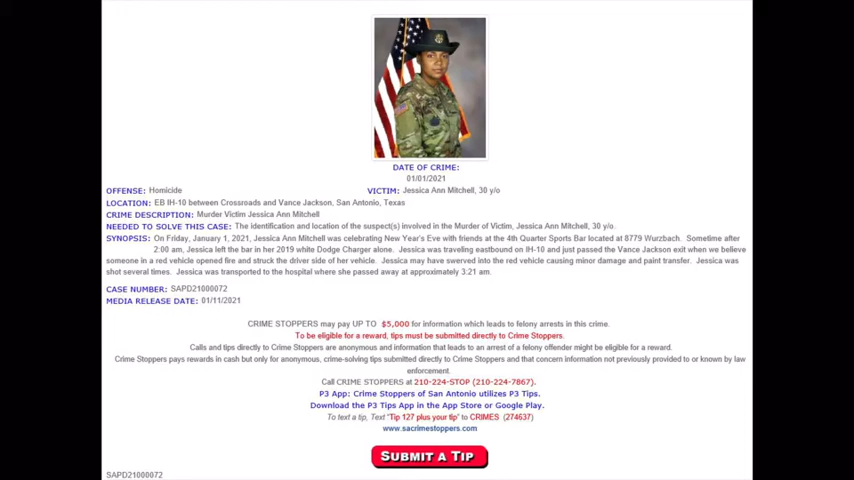 DATE OF CRIME:
01/01/2021
OFFENSE: Homicide
VICTIM: Jessica Ann Mitchell, 30 y/o
LOCATION: EB IH-10 between Crossroads and Vance Jackson, San Antonio, Texas
CRIME DESCRIPTION: Murder Victim Jessica Ann Mitchell
NEEDED TO SOLVE THIS CASE: The identification and location of the suspect(s) involved in the Murder of Victim, Jessica Ann Mitchell, 30 y/o.
SYNOPSIS: On Friday, January 1, 2021, Jessica Ann Mitchell was celebrating New Year's Eve with friends at the 4th Quarter Sports Bar located at 8779 Wurzbach. Sometime after
2:00 am, Jessica left the bar in her 2019 white Dodge Charger alone. Jessica was traveling eastbound on IH-10 and just passed the Vance Jackson exit when we believe
someone in a red vehicle opened fire and struck the driver side of her vehicle. Jessica may have swerved into the red vehicle causing minor damage and paint transfer. Jessica was
shot several times. Jessica was transported to the hospital where she passed away at approximately 3:21 am.
CASE NUMBER: SAPD21000072
MEDIA RELEASE DATE: 01/11/2021
CRIME STOPPERS may pay UP TO $5,000 for information which leads to felony arrests in this crime.
To be eligible for a reward, tips must be submitted directly to Crime Stoppers.
Calls and tips directly to Crime Stoppers are anonymous and information that leads to an arrest of a felony offender might be eligible for a reward.
Crime Stoppers pays rewards in cash but only for anonymous, crime-solving tips submitted directly to Crime Stoppers and that concern information not previously provided to or known by law
enforcement.
Call CRIME STOPPERS at 210-224-STOP (210-224-7867).
P3 App: Crime Stoppers of San Antonio utilizes P3 Tips.
Download the P3 Tips App in the App Store or Google Play.
To text a tip, Text "Tip 127 plus your tip" to CRIMES (274637)
www.sacrimestoppers.com
SUBMIT A TIP
SAPD21000072